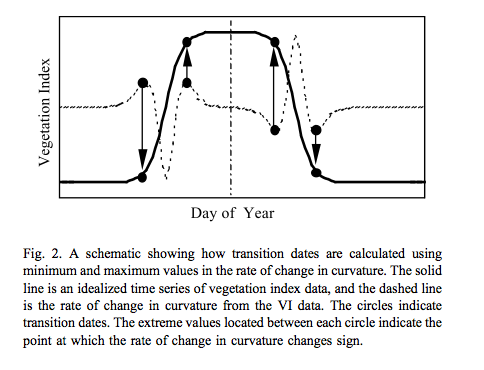 Vegetation Index
Day of Year
Fig. 2. A schematic showing how transition dates are calculated using
minimum and maximum values in the rate of change in curvature. The solid
line is an idealized time series of vegetation index data, and the dashed line
is the rate of change in curvature from the VI data. The circles indicate
transition dates. The extreme values located between each circle indicate the
point at which the rate of change in curvature changes sign.